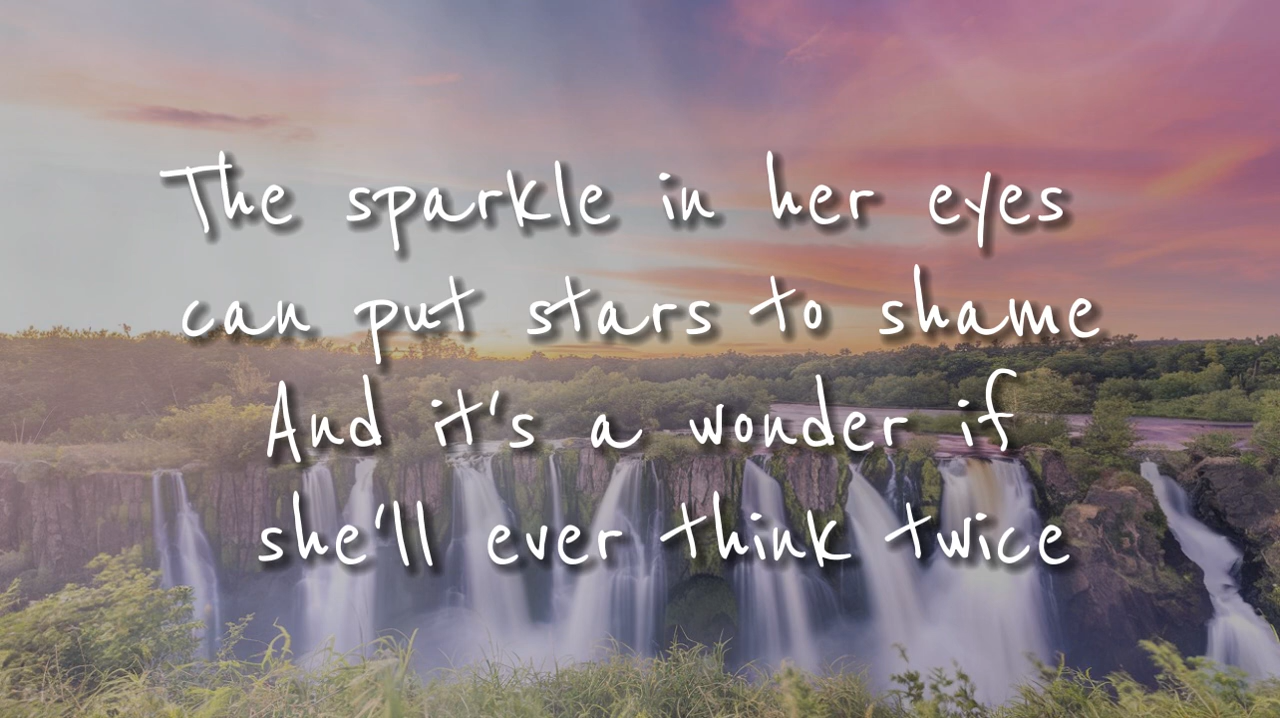 The sparkle in her eyes
can put stars to shame
And it's a wonder if
she'll ever think twice